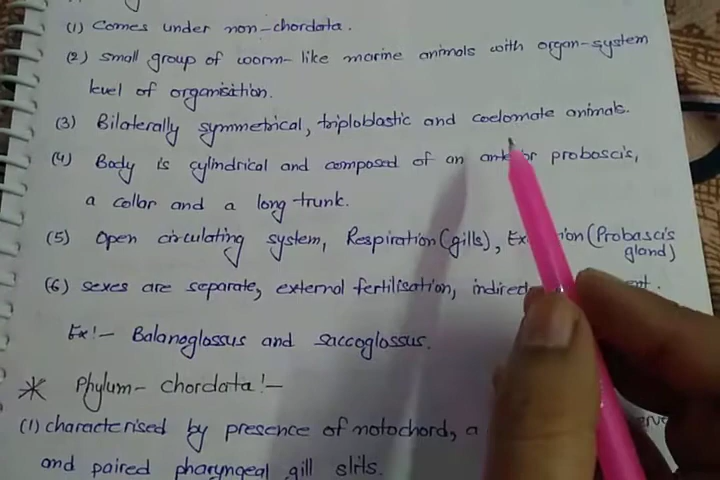 (1) Comes under non-chordata.
(2) small group of worm-like marine animals with organ-system
level of organisation.
(3) Bilaterally symmetrical, triploblastic and coelomate animals.
(4) Body is cylindrical and composed of an proboscis,
a collar and a long trunk.
(5) Open circulating system, Respiration (gills), (Probascis
gland)
(6) sexes are separate, external fertilisation,
Ex!- Balanoglossus and saccoglossus.
* Phylum- chordata!-
(1) characterised by presence of notochord, a
and paired pharyngeal gill slits.